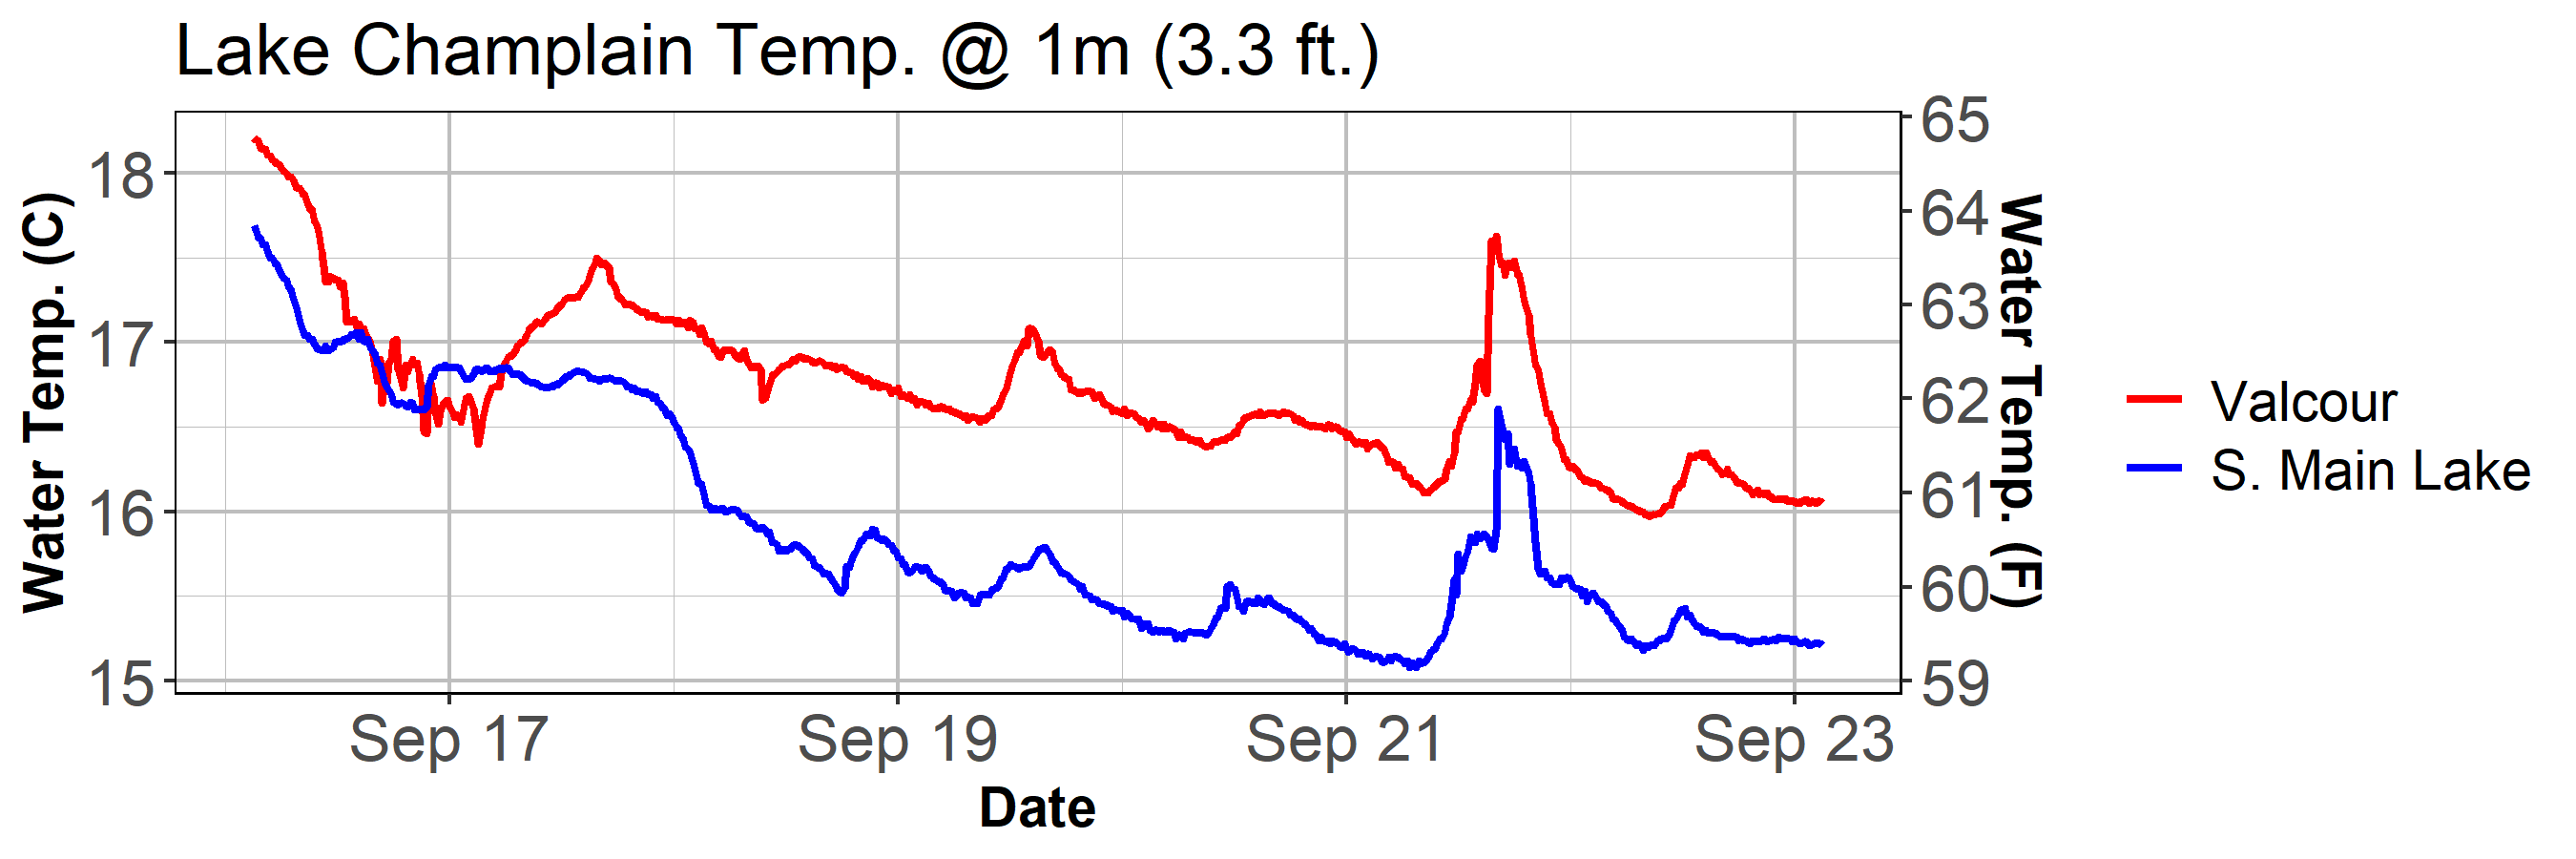 Lake Champlain Temp. @ 1m (3.3 ft.)
Water Temp. (C)
18
17
16
15
65
64
63
62
61
60
59
Water Temp. (F)
Sep 17
Sep 19
Sep 21
Sep 23
Date
Valcour
S. Main Lake